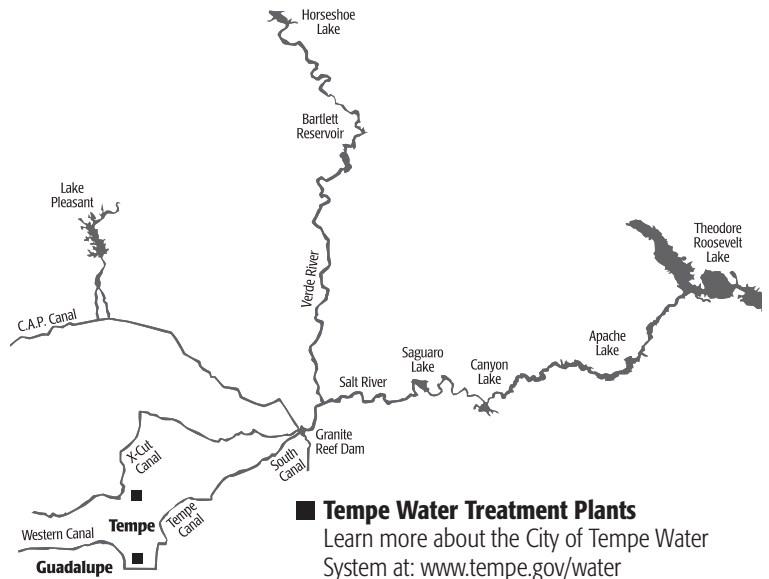 Horseshoe
Lake
Bartlett
Reservoir
Lake
Pleasant
Theodore
Roosevelt
Lake
Verde River
C.A.P. Canal
Apache
Lake
Saguaro
Lake
Canyon
Lake
Salt River
Granite
Reef Dam
X-Cut
Canal
South
Canal
Tempe
Canal
Tempe
Western Canal
Guadalupe
Tempe Water Treatment Plants
Learn more about the City of Tempe Water
System at: www.tempe.gov/water